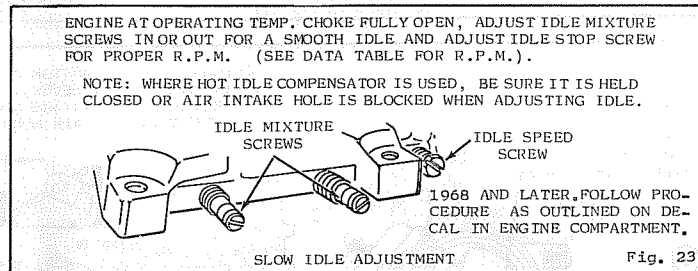 ENGINE AT OPERATING TEMP. CHOKE FULLY OPEN, ADJUST IDLE MIXTURE
SCREWS IN OR OUT FOR A SMOOTH IDLE AND ADJUST IDLE STOP SCREW
FOR PROPER R.P.M. (SEE DATA TABLE FOR R.P.M.).
NOTE: WHERE HOT IDLE COMPENSATOR IS USED, BE SURE IT IS HELD
CLOSED OR AIR INTAKE HOLE IS BLOCKED WHEN ADJUSTING IDLE.
IDLE MIXTURE
SCREWS
IDLE SPEED
SCREW
1968 AND LATER, FOLLOW PRO-
CEDURE AS OUTLINED ON DE-
CAL IN ENGINE COMPARTMENT.
SLOW IDLE ADJUSTMENT
Fig. 23